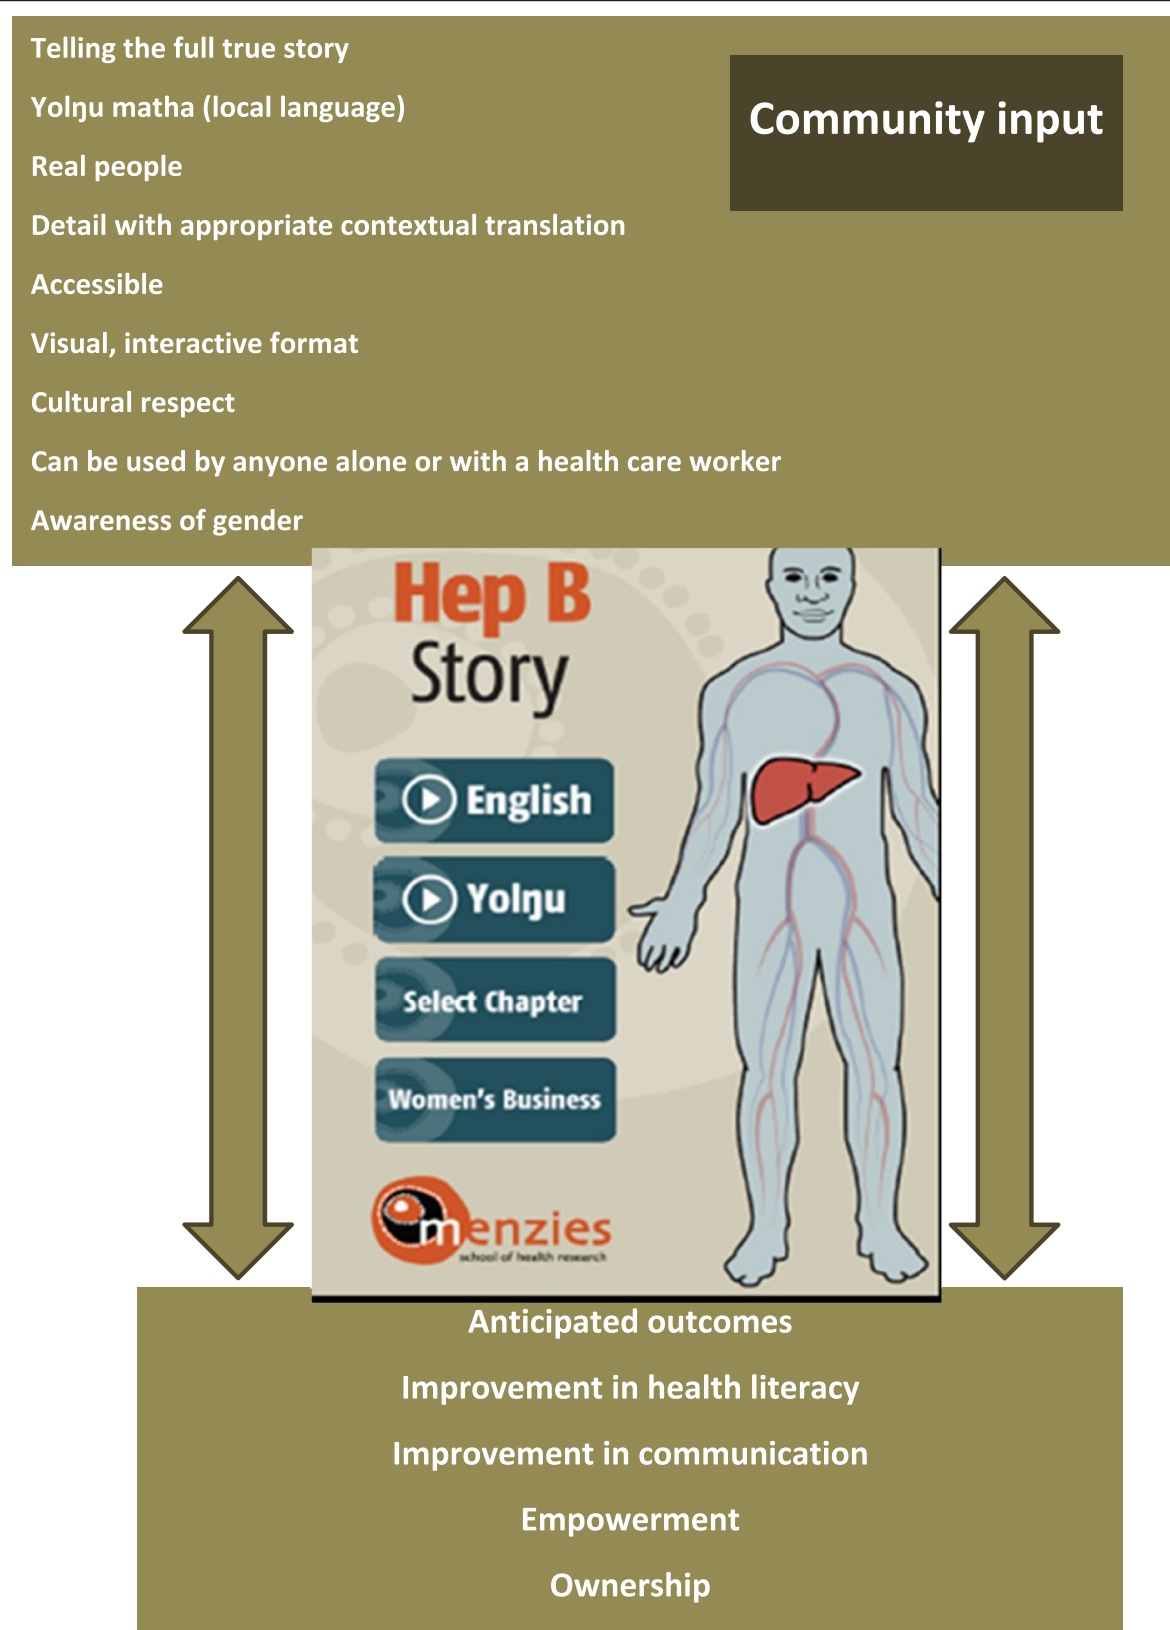 Telling the full true story
Community input
Yolŋu matha (local language)
Real people
Detail with appropriate contextual translation
Accessible
Visual, interactive format
Cultural respect
Can be used by anyone alone or with a health care worker
Awareness of gender
Hep B
Story
English
Yolŋu
Select Chapter
Women's Business
menzies
school of health research
Anticipated outcomes
Improvement in health literacy
Improvement in communication
Empowerment
Ownership